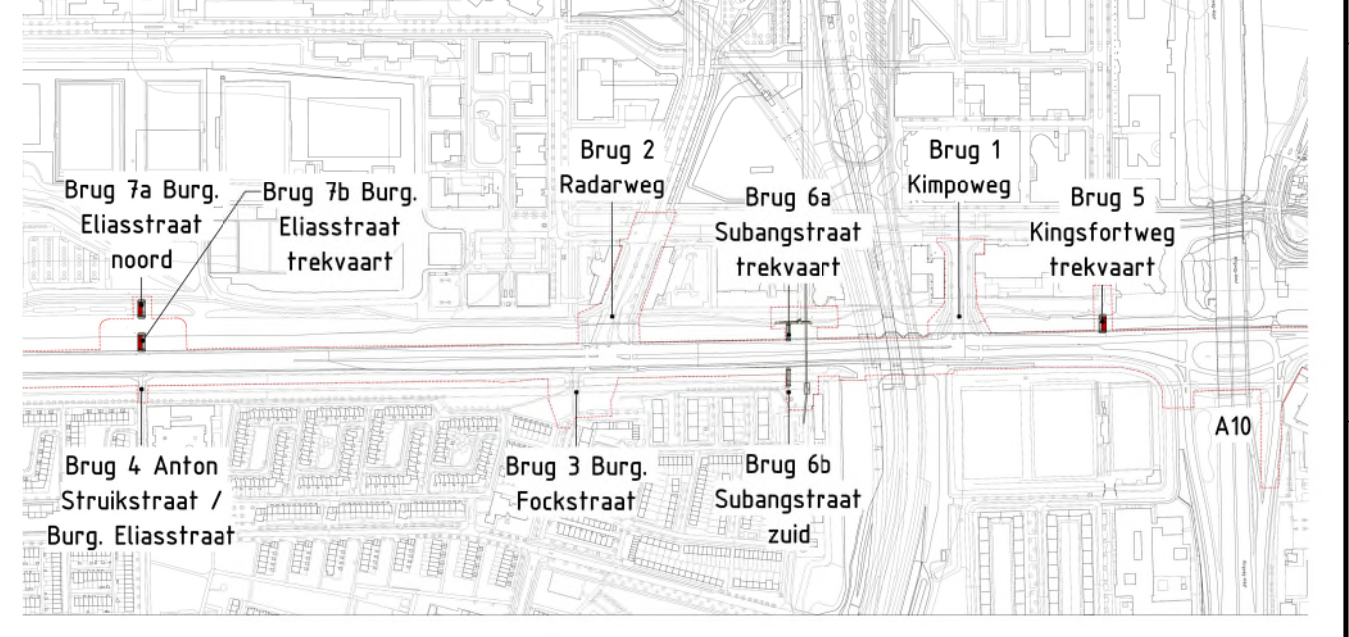 Brug 2
Radarweg
Brug 1
Kimpoweg
Brug 7a Burg.
Eliasstraat
noord
Brug 7b Burg.
Eliasstraat
trekvaart
Brug 6a
Subangstraat
trekvaart
Brug 5
Kingsfortweg
trekvaart
A10
Brug 4 Anton
Struikstraat /
Burg. Eliasstraat
Brug 3 Burg.
Fockstraat
Brug 6b
Subangstraat
zuid